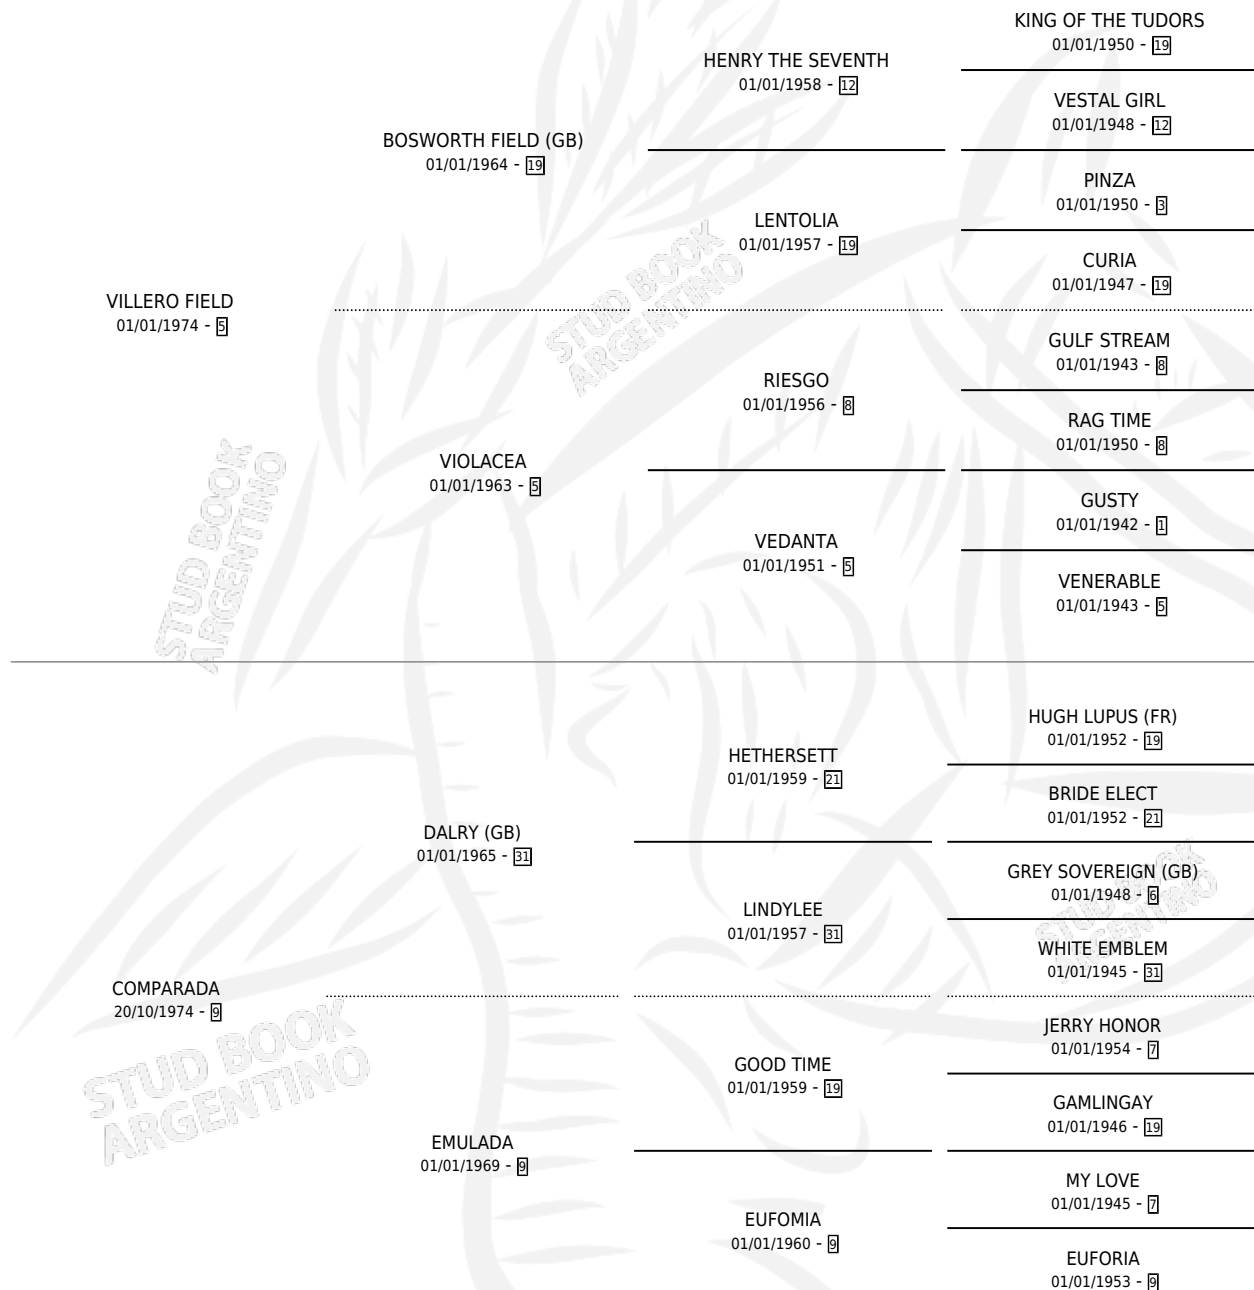 KING OF THE TUDORS
01/01/1950 - 19
HENRY THE SEVENTH
01/01/1958 - 12
VESTAL GIRL
01/01/1948 - 12
BOSWORTH FIELD (GB)
01/01/1964 - 19
PINZA
01/01/1950 - 3
LENTOLIA
01/01/1957 - 19
CURIA
01/01/1947 - 19
VILLERO FIELD
01/01/1974 - 5
GULF STREAM
01/01/1943 - 8
RIESGO
01/01/1956 - 8
RAG TIME
01/01/1950 - 8
VIOLACEA
01/01/1963 - 5
GUSTY
01/01/1942 - 1
VEDANTA
01/01/1951 - 5
VENERABLE
01/01/1943 - 5
HUGH LUPUS (FR)
01/01/1952 - 19
HETHERSETT
01/01/1959 - 21
BRIDE ELECT
01/01/1952 - 21
DALRY (GB)
01/01/1965 - 31
GREY SOVEREIGN (GB)
01/01/1948 - 6
LINDYLEE
01/01/1957 - 31
WHITE EMBLEM
01/01/1945 - 31
COMPARADA
20/10/1974 - 9
JERRY HONOR
01/01/1954 - 7
GOOD TIME
01/01/1959 - 19
GAMLINGAY
01/01/1946 - 19
EMULADA
01/01/1969 - 9
MY LOVE
01/01/1945 - 7
EUFOMIA
01/01/1960 - 9
EUFORIA
01/01/1953 - 9
STUD BOOK
ARGENTINO
STUD BOOK
ARGENTINO
STUD BOOK
ARGENTINO
STUD BOOK
ARGENTINO